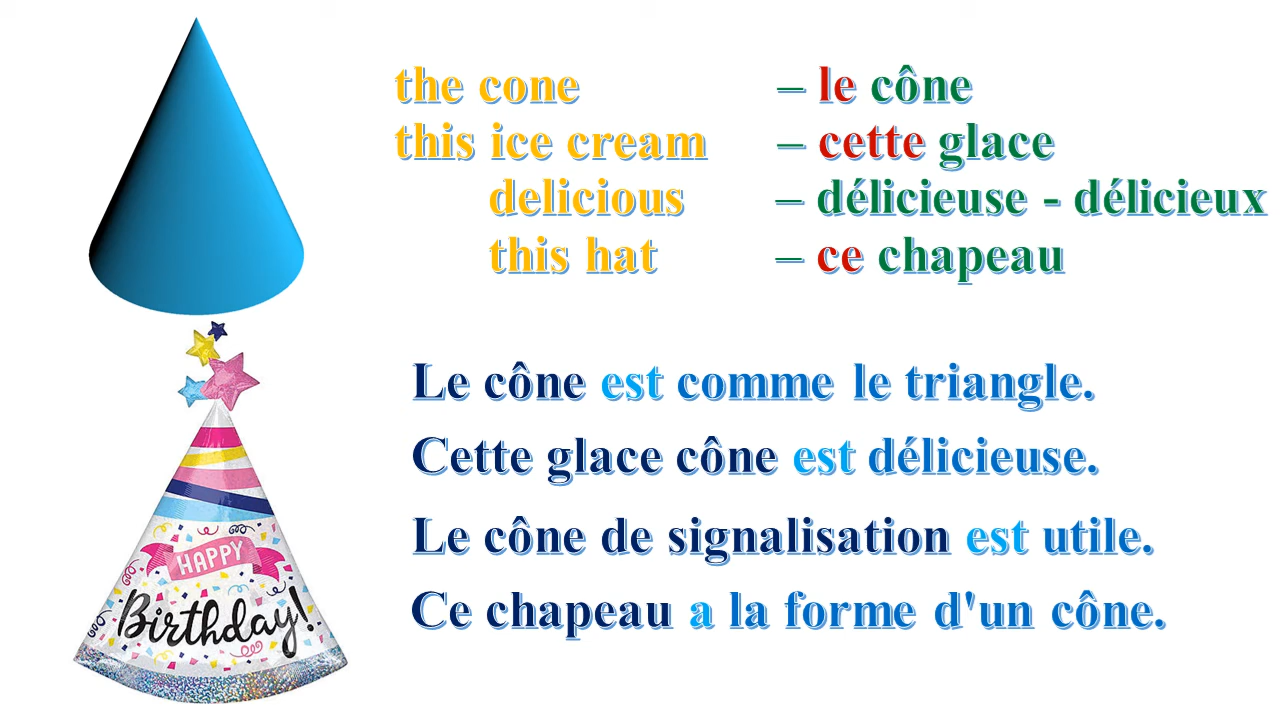 the cone – le cône
this ice cream – cette glace
delicious – délicieuse - délicieux
this hat – ce chapeau
Le cône est comme le triangle.
Cette glace cône est délicieuse.
Le cône de signalisation est utile.
Ce chapeau a la forme d'un cône.
HAPPY
Birthday!